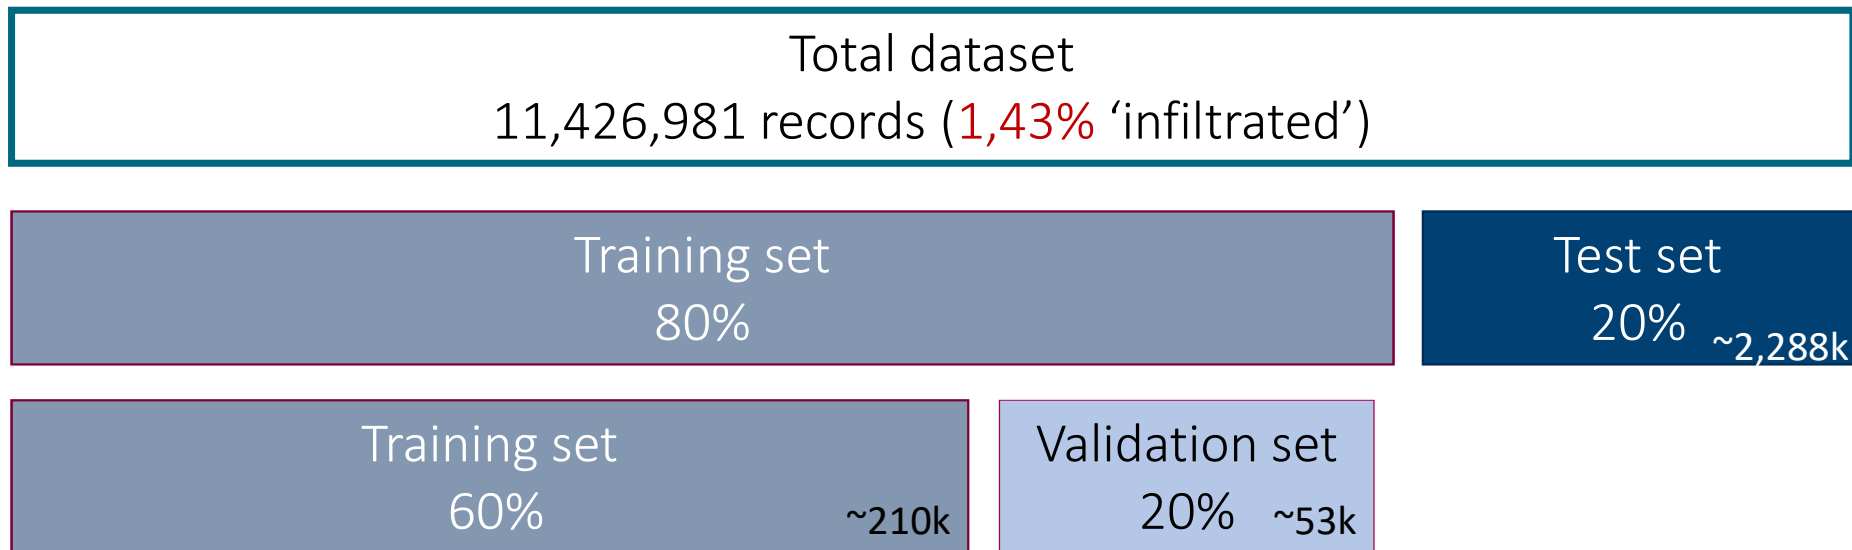 Total dataset
11,426,981 records (1,43% ‘infiltrated’)
Training set
80%
Test set
20%
~2,288k
Training set
60%
~210k
Validation set
20%
~53k